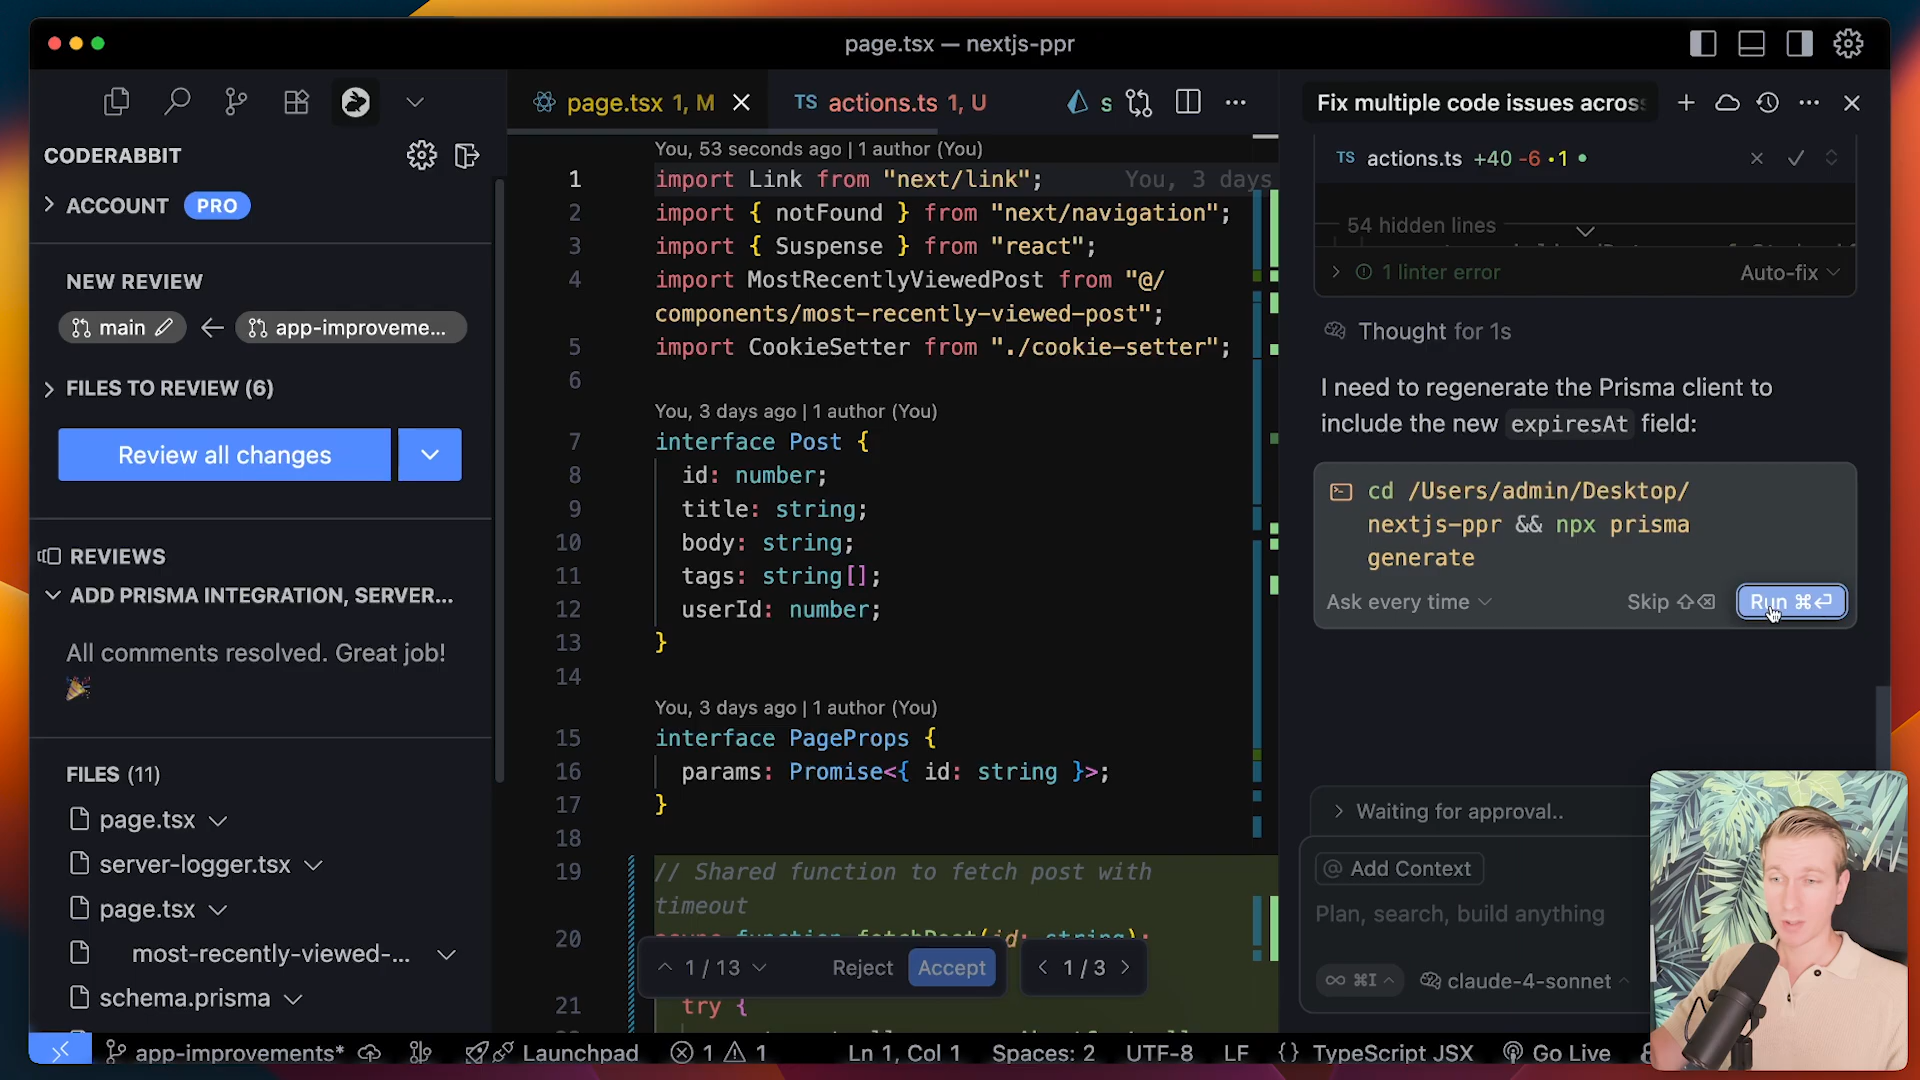 page.tsx — nextjs-ppr
CODERABBIT
ACCOUNT PRO
NEW REVIEW
main
app-improveme...
FILES TO REVIEW (6)
Review all changes
REVIEWS
ADD PRISMA INTEGRATION, SERVER...
All comments resolved. Great job!
🎉
FILES (11)
page.tsx
server-logger.tsx
page.tsx
most-recently-viewed-...
schema.prisma
page.tsx 1, M
TS actions.ts 1, U
s
You, 53 seconds ago | 1 author (You)
1 import Link from "next/link"; You, 3 days
2 import { notFound } from "next/navigation";
3 import { Suspense } from "react";
4 import MostRecentlyViewedPost from "@/
components/most-recently-viewed-post";
5 import CookieSetter from "./cookie-setter";
6
You, 3 days ago | 1 author (You)
7 interface Post {
8 id: number;
9 title: string;
10 body: string;
11 tags: string[];
12 userId: number;
13 }
14
You, 3 days ago | 1 author (You)
15 interface PageProps {
16 params: Promise<{ id: string }>;
17 }
18
19 // Shared function to fetch post with
timeout
20 async function fetchPost(id: string):
1 / 13 Reject Accept
1 / 3
21 try {
Fix multiple code issues across
TS actions.ts +40 -6 •1 •
54 hidden lines
1 linter error Auto-fix
Thought for 1s
I need to regenerate the Prisma client to
include the new expiresAt field:
cd /Users/admin/Desktop/
nextjs-ppr && npx prisma
generate
Ask every time Skip ⇧⌫ Run ⌘⏎
Waiting for approval..
@ Add Context
Plan, search, build anything
∞ ⌘I claude-4-sonnet
app-improvements* Launchpad 1 1 Ln 1, Col 1 Spaces: 2 UTF-8 LF {} TypeScript JSX Go Live